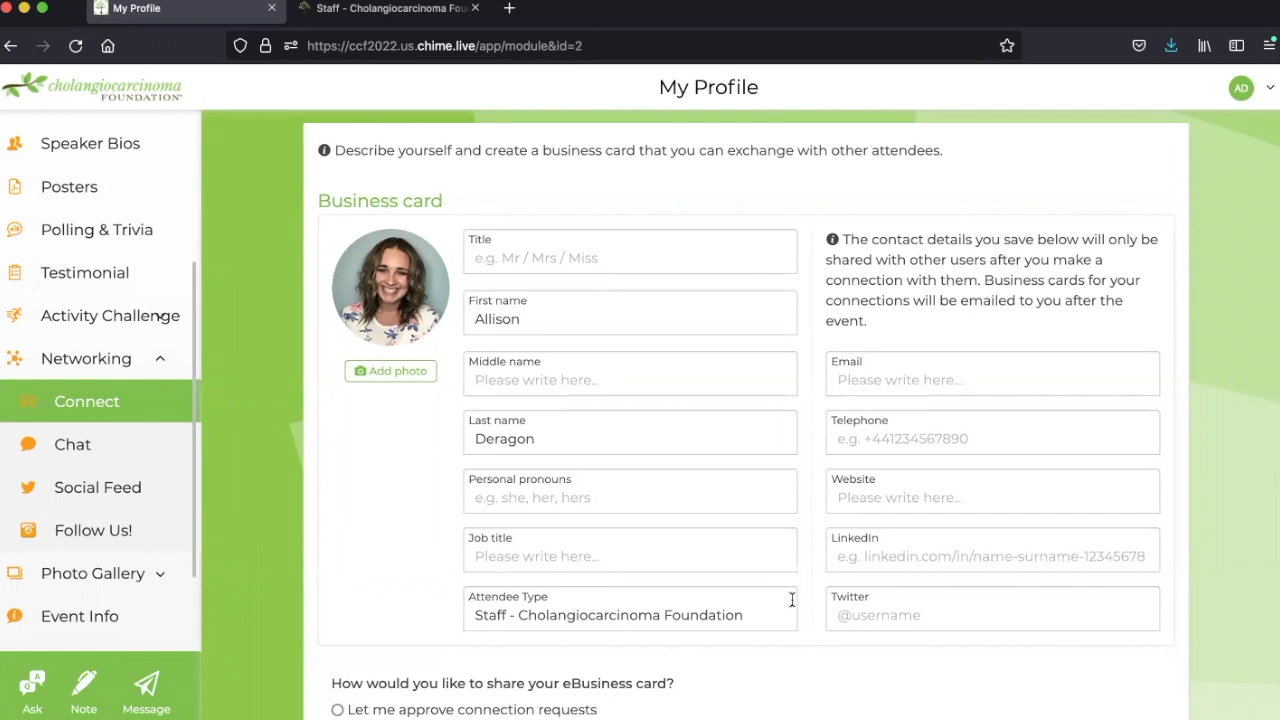 My Profile
Staff - Cholangiocarcinoma Fou
https://ccf2022.us.chime.live/app/module&id=2
cholangiocarcinoma
FOUNDATION
My Profile
AD
Speaker Bios
Posters
Polling & Trivia
Testimonial
Activity Challenge
Networking
Connect
Chat
Social Feed
Follow Us!
Photo Gallery
Event Info
Ask
Note
Message
Describe yourself and create a business card that you can exchange with other attendees.
Business card
Add photo
Title
e.g. Mr / Mrs / Miss
First name
Allison
Middle name
Please write here..
Last name
Deragon
Personal pronouns
e.g. she, her, hers
Job title
Please write here...
Attendee Type
Staff - Cholangiocarcinoma Foundation
The contact details you save below will only be
shared with other users after you make a
connection with them. Business cards for your
connections will be emailed to you after the
event.
Email
Please write here...
Telephone
e.g. +441234567890
Website
Please write here...
LinkedIn
e.g. linkedin.com/in/name-surname-12345678
Twitter
@username
How would you like to share your eBusiness card?
Let me approve connection requests